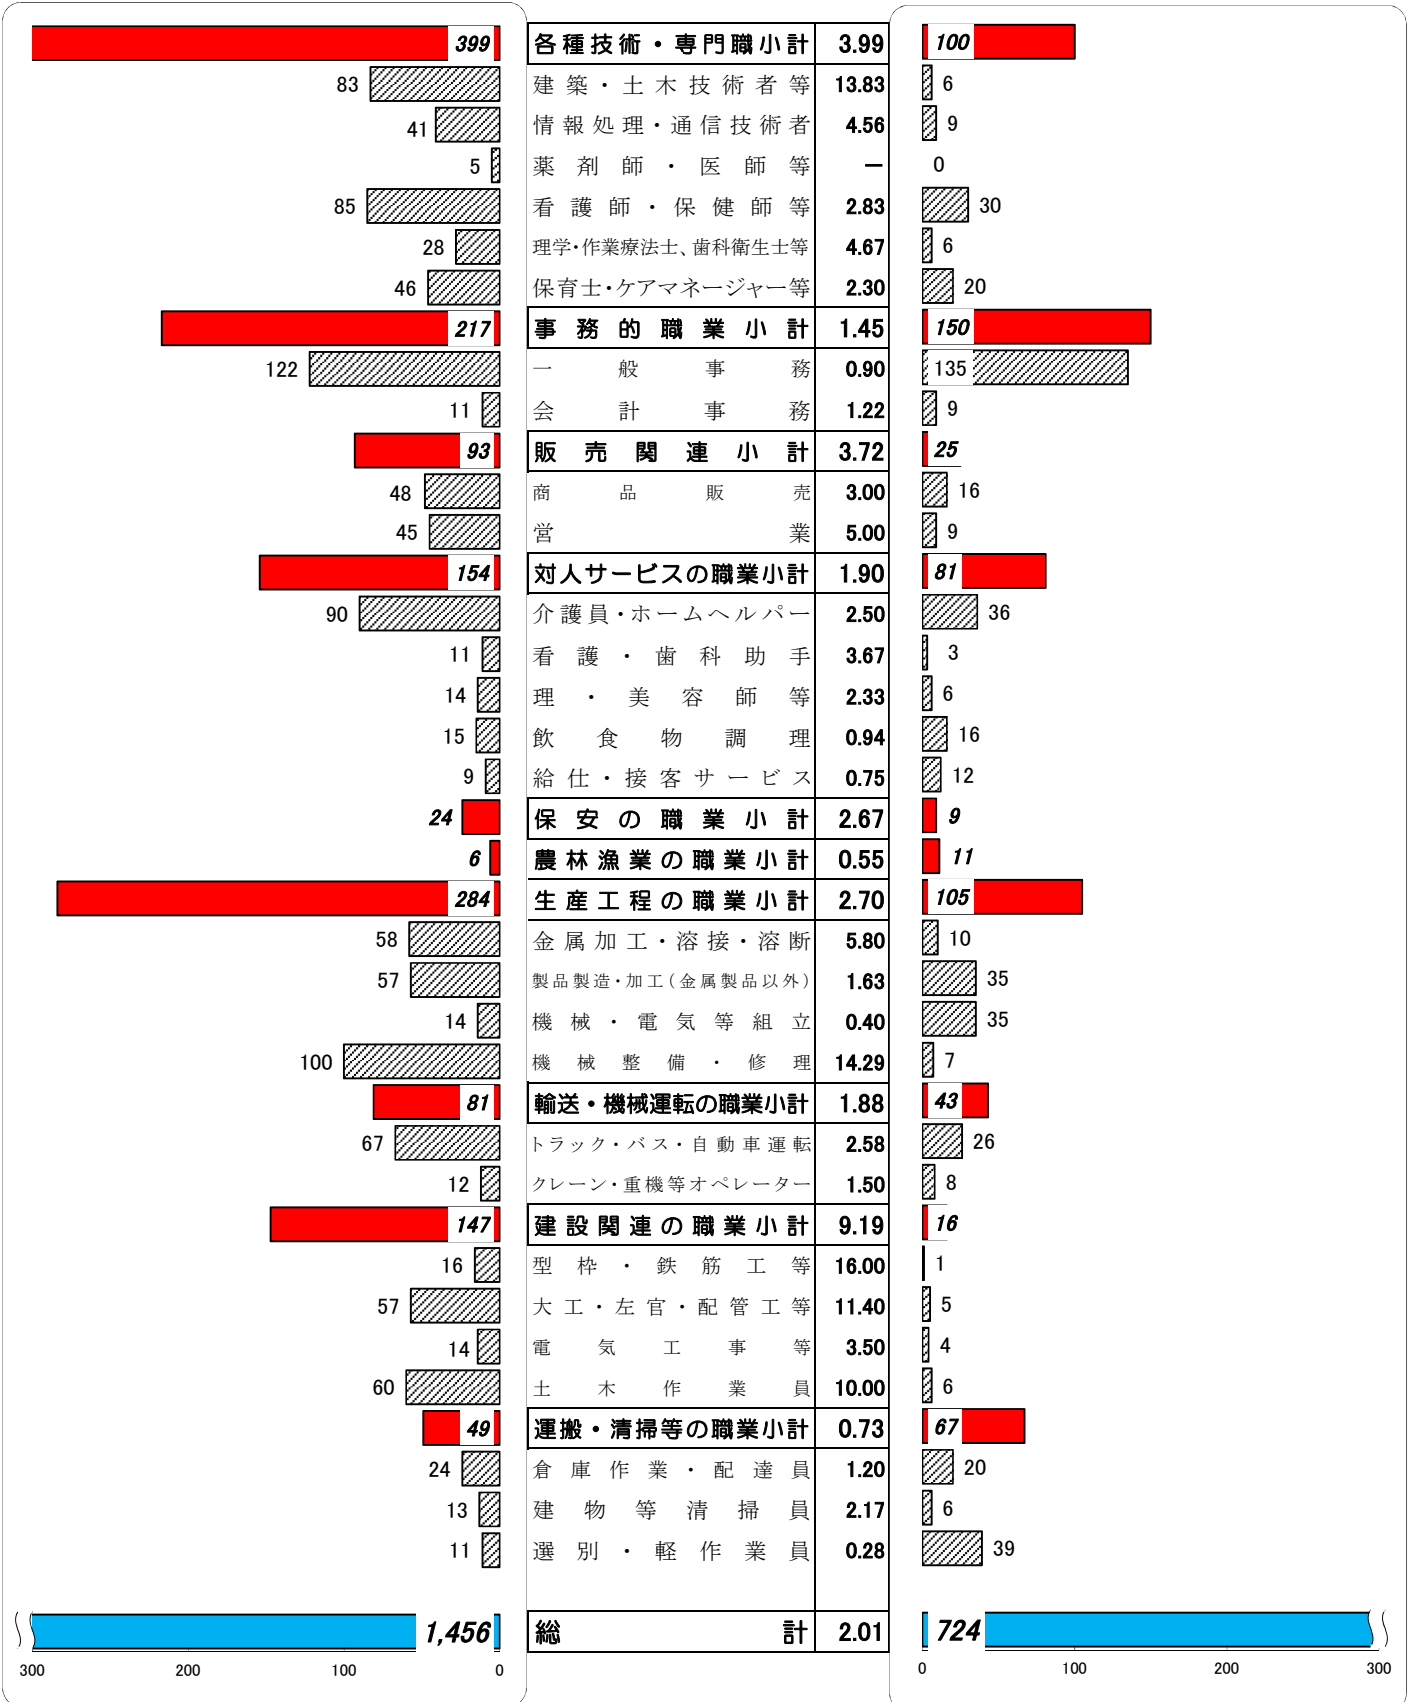 399 各種技術・専門職小計 3.99 100
83 建築・土木技術者等 13.83 6
41 情報処理・通信技術者 4.56 9
5 薬剤師・医師等 ー 0
85 看護師・保健師等 2.83 30
28 理学・作業療法士、歯科衛生士等 4.67 6
46 保育士・ケアマネージャー等 2.30 20
217 事務的職業小計 1.45 150
122 一般事務 0.90 135
11 会計事務 1.22 9
93 販売関連小計 3.72 25
48 商品販売 3.00 16
45 営業 5.00 9
154 対人サービスの職業小計 1.90 81
90 介護員・ホームヘルパー 2.50 36
11 看護・歯科助手 3.67 3
14 理・美容師等 2.33 6
15 飲食物調理 0.94 16
9 給仕・接客サービス 0.75 12
24 保安の職業小計 2.67 9
6 農林漁業の職業小計 0.55 11
284 生産工程の職業小計 2.70 105
58 金属加工・溶接・溶断 5.80 10
57 製品製造・加工(金属製品以外) 1.63 35
14 機械・電気等組立 0.40 35
100 機械整備・修理 14.29 7
81 輸送・機械運転の職業小計 1.88 43
67 トラック・バス・自動車運転 2.58 26
12 クレーン・重機等オペレーター 1.50 8
147 建設関連の職業小計 9.19 16
16 型枠・鉄筋工等 16.00 1
57 大工・左官・配管工等 11.40 5
14 電気工事等 3.50 4
60 土木作業員 10.00 6
49 運搬・清掃等の職業小計 0.73 67
24 倉庫作業・配達員 1.20 20
13 建物等清掃員 2.17 6
11 選別・軽作業員 0.28 39
1,456 総計 2.01 724
300 200 100 0 0 100 200 300